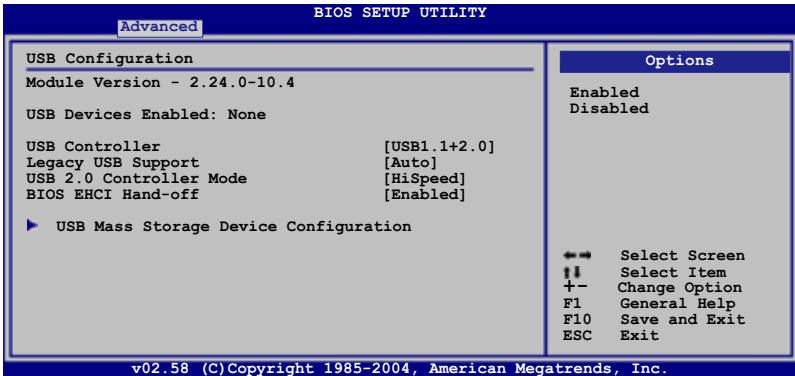 BIOS SETUP UTILITY
Advanced
USB Configuration
Module Version - 2.24.0-10.4
USB Devices Enabled: None
USB Controller [USB1.1+2.0]
Legacy USB Support [Auto]
USB 2.0 Controller Mode [HiSpeed]
BIOS EHCI Hand-off [Enabled]
USB Mass Storage Device Configuration
Options
Enabled
Disabled
Select Screen
Select Item
+- Change Option
F1 General Help
F10 Save and Exit
ESC Exit
v02.58 (C)Copyright 1985-2004, American Megatrends, Inc.